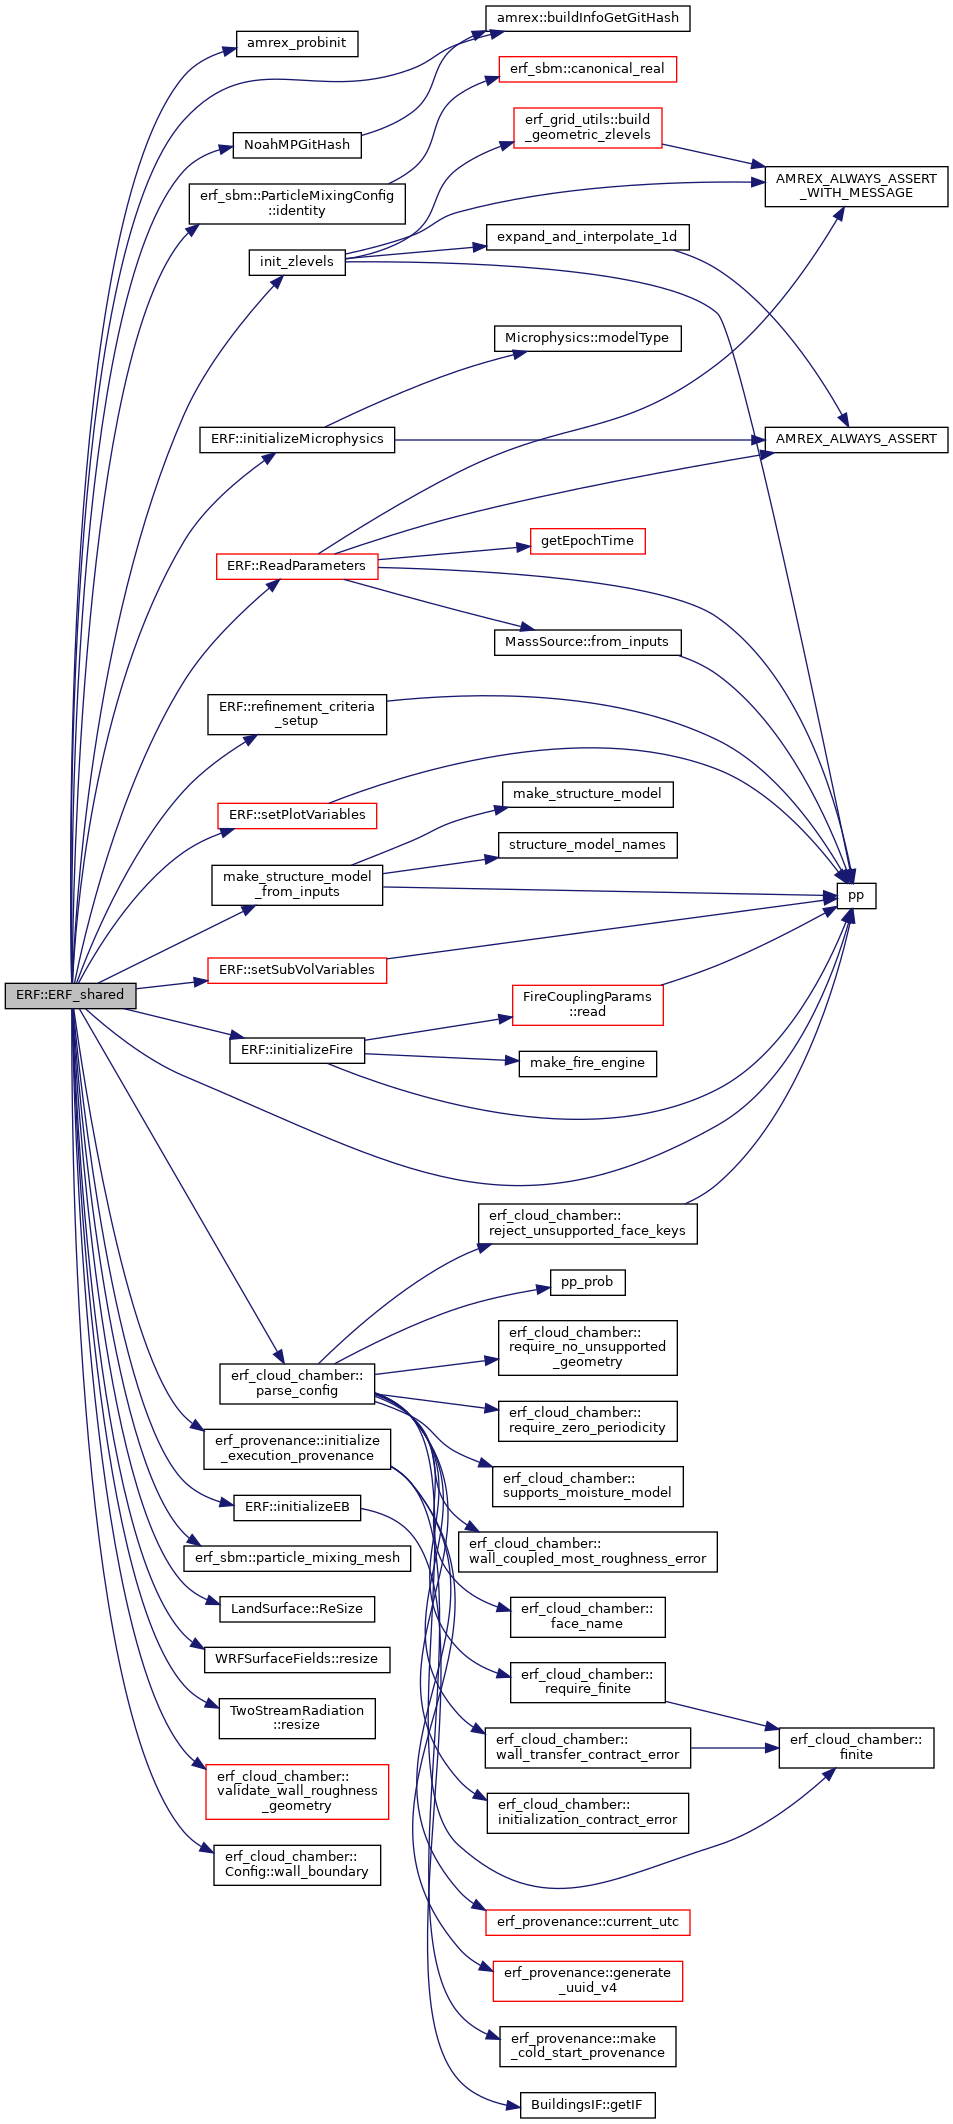 amrex::buildInfoGetGitHash
amrex_probinit
erf_sbm::canonical_real
erf_grid_utils::build
_geometric_zlevels
NoahMPGitHash
AMREX_ALWAYS_ASSERT
_WITH_MESSAGE
erf_sbm::ParticleMixingConfig
::identity
expand_and_interpolate_1d
init_zlevels
Microphysics::modelType
ERF::initializeMicrophysics
AMREX_ALWAYS_ASSERT
getEpochTime
ERF::ReadParameters
MassSource::from_inputs
ERF::refinement_criteria
_setup
make_structure_model
ERF::setPlotVariables
structure_model_names
make_structure_model
_from_inputs
pp
ERF::setSubVolVariables
ERF::ERF_shared
FireCouplingParams
::read
ERF::initializeFire
make_fire_engine
erf_cloud_chamber::
reject_unsupported_face_keys
pp_prob
erf_cloud_chamber::
require_no_unsupported
_geometry
erf_cloud_chamber::
parse_config
erf_cloud_chamber::
require_zero_periodicity
erf_provenance::initialize
_execution_provenance
erf_cloud_chamber::
supports_moisture_model
ERF::initializeEB
erf_cloud_chamber::
wall_coupled_most_roughness_error
erf_sbm::particle_mixing_mesh
LandSurface::ReSize
erf_cloud_chamber::
face_name
WRFSurfaceFields::resize
erf_cloud_chamber::
require_finite
TwoStreamRadiation
::resize
erf_cloud_chamber::
wall_transfer_contract_error
erf_cloud_chamber::
finite
erf_cloud_chamber::
validate_wall_roughness
_geometry
erf_cloud_chamber::
initialization_contract_error
erf_cloud_chamber::
Config::wall_boundary
erf_provenance::current_utc
erf_provenance::generate
_uuid_v4
erf_provenance::make
_cold_start_provenance
BuildingsIF::getIF